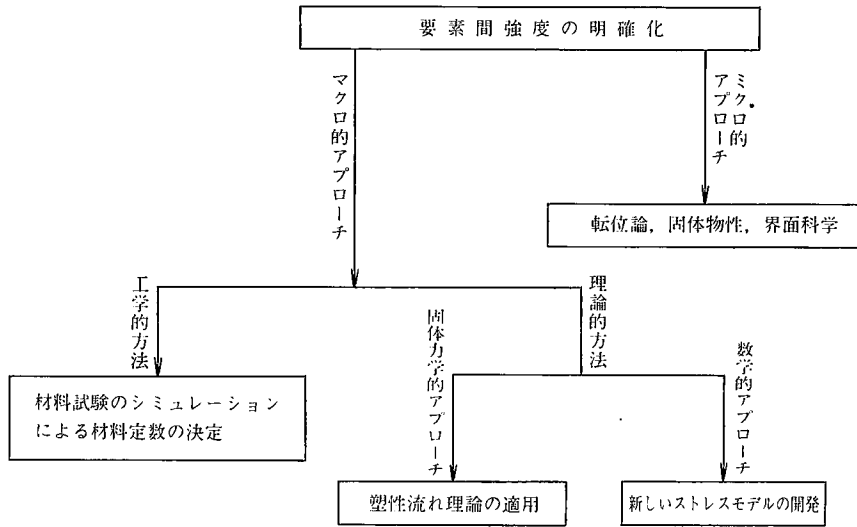 要素間強度の明確化
マクロ的アプローチ
ミクロ的
アプローチ
転位論，固体物性，界面科学
工学的方法
理論的方法
固体力学的アプローチ
数学的アプローチ
材料試験のシミュレーション
による材料定数の決定
塑性流れ理論の適用
新しいストレスモデルの開発